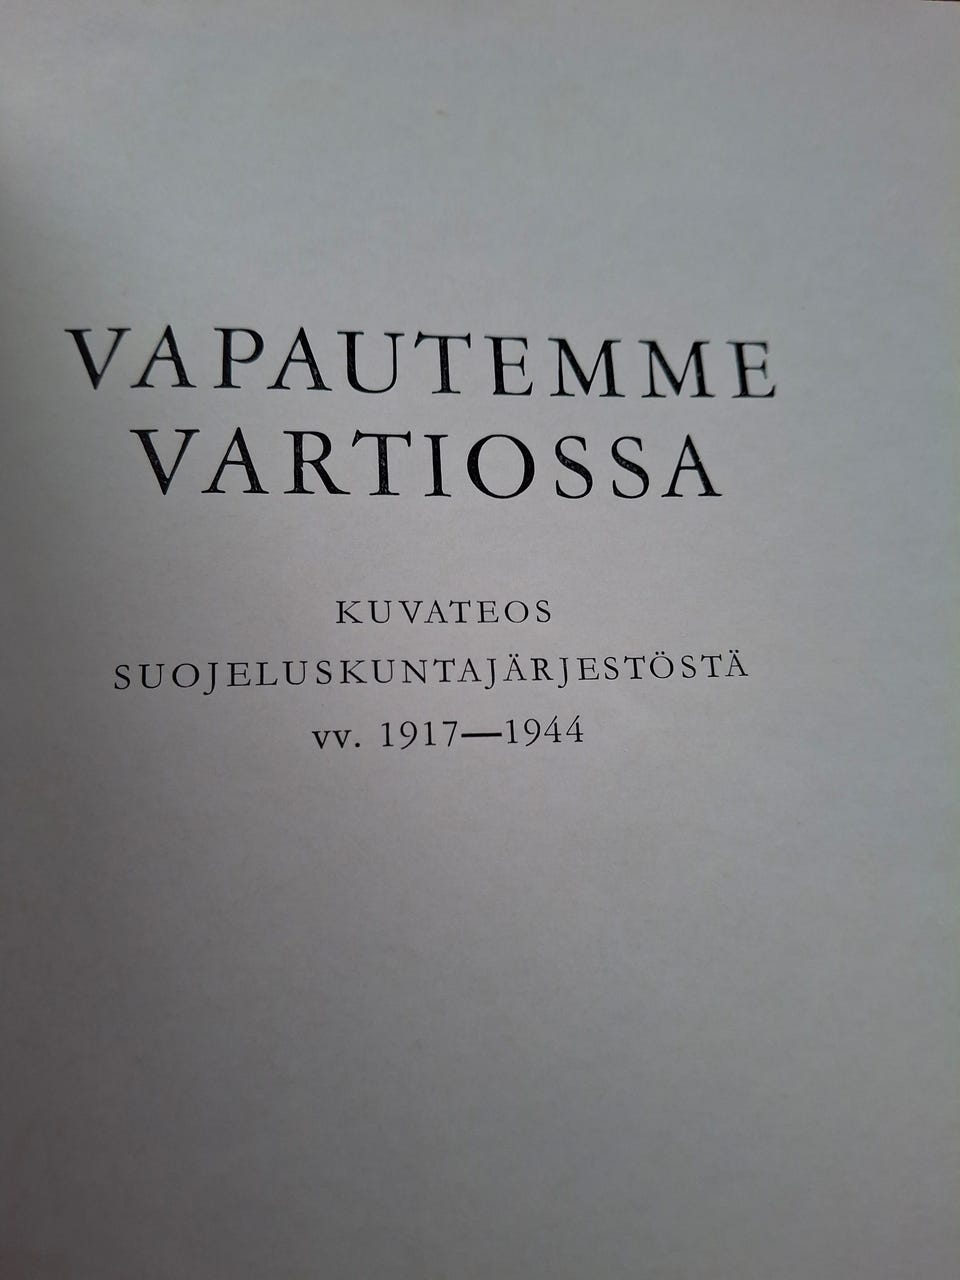 VAPAUTEMME
VARTIOSSA
KUVATEOS
SUOJELUSKUNTAJÄRJESTÖSTÄ
vv. 1917—1944